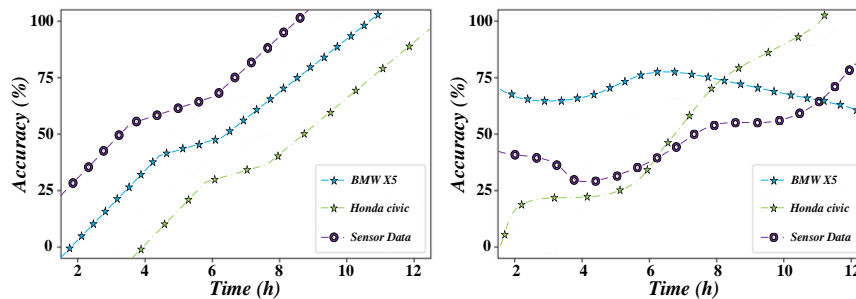 100
75
50
25
0
Accuracy (%)
2
4
6
8
10
12
Time (h)
BMW X5
Honda civic
Sensor Data
100
75
50
25
0
Accuracy (%)
2
4
6
8
10
12
Time (h)
BMW X5
Honda civic
Sensor Data